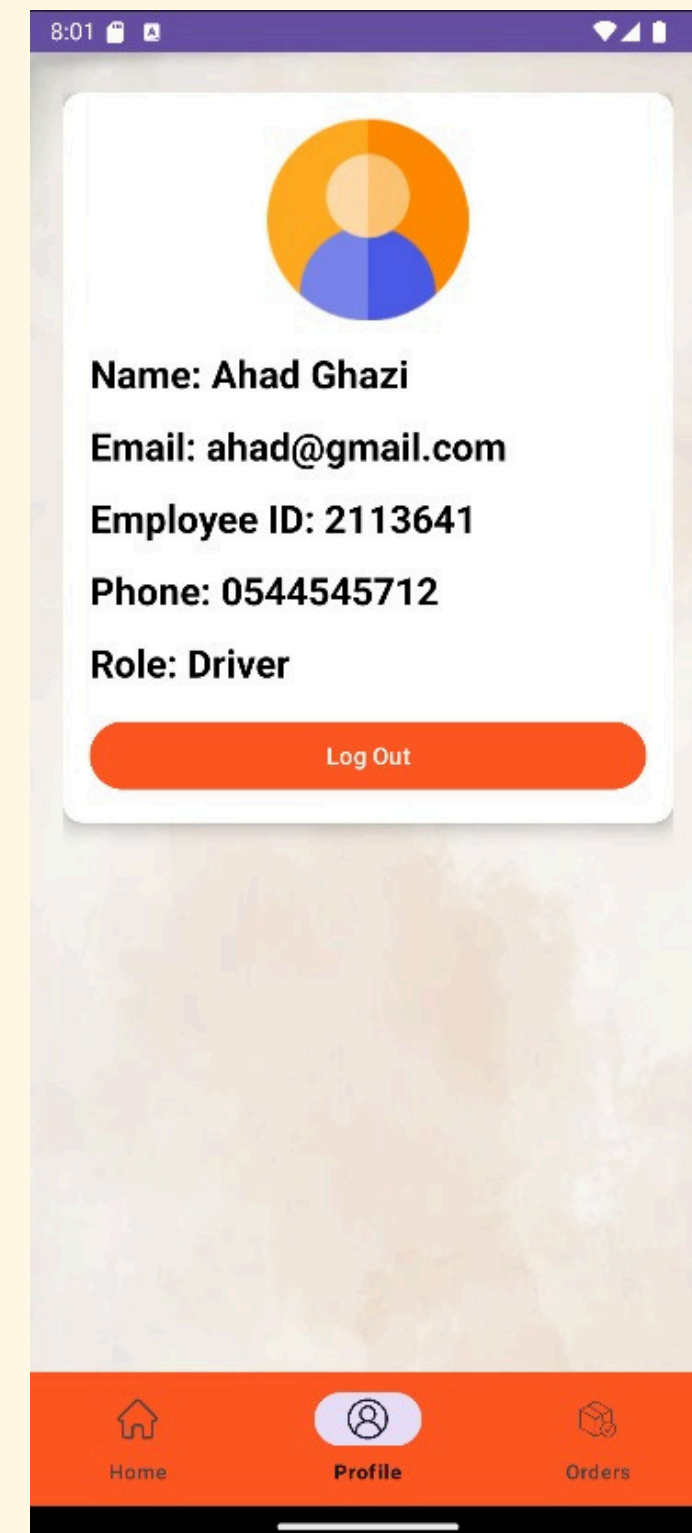 8:01
Name: Ahad Ghazi
Email: ahad@gmail.com
Employee ID: 2113641
Phone: 0544545712
Role: Driver
Log Out
Home Profile Orders